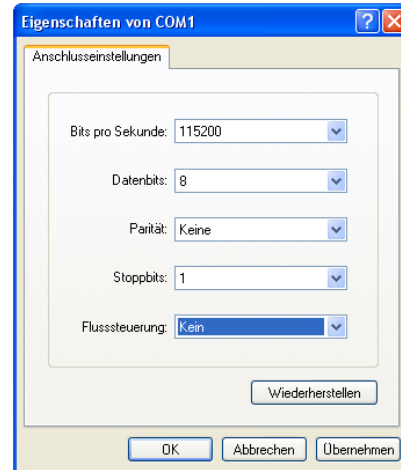 Eigenschaften von COM1
Anschlusseinstellungen
Bits pro Sekunde: 115200
Datenbits: 8
Parität: Keine
Stoppbits: 1
Flusssteuerung: Kein
Wiederherstellen
OK Abbrechen Übernehmen